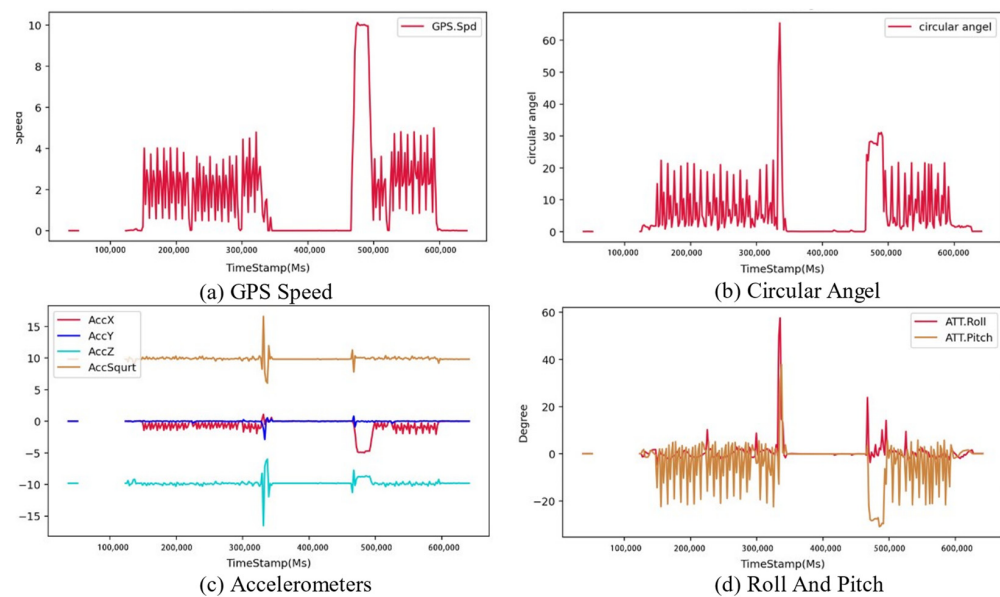 10
8
6
4
2
0
Speed
GPS.Spd
100,000 200,000 300,000 400,000 500,000 600,000
TimeStamp(Ms)
(a) GPS Speed
60
50
40
30
20
10
0
circular angel
circular angel
100,000 200,000 300,000 400,000 500,000 600,000
TimeStamp(Ms)
(b) Circular Angel
15
10
5
0
−5
−10
−15
AccX
AccY
AccZ
AccSqurt
100,000 200,000 300,000 400,000 500,000 600,000
TimeStamp(Ms)
(c) Accelerometers
60
40
20
0
−20
Degree
ATT.Roll
ATT.Pitch
100,000 200,000 300,000 400,000 500,000 600,000
TimeStamp(Ms)
(d) Roll And Pitch